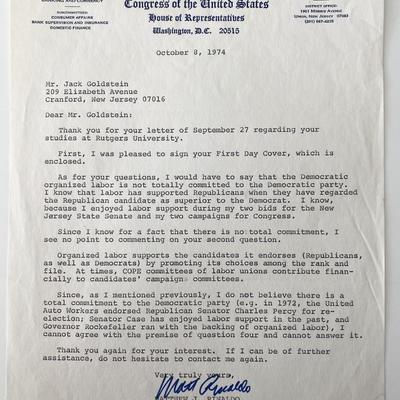 BANKING AND CURRENCY
SUBCOMMITTEES:
CONSUMER AFFAIRS
BANK SUPERVISION AND INSURANCE
DOMESTIC FINANCE
Congress of the United States
House of Representatives
Washington, D.C. 20515
DISTRICT OFFICE:
1961 MORRIS AVENUE
UNION, NEW JERSEY 07083
(201) 687-4235
October 8, 1974
Mr. Jack Goldstein
209 Elizabeth Avenue
Cranford, New Jersey 07016
Dear Mr. Goldstein:
Thank you for your letter of September 27 regarding your
studies at Rutgers University.
First, I was pleased to sign your First Day Cover, which is
enclosed.
As for your questions, I would have to say that the Democratic
organized labor is not totally committed to the Democratic party.
I know that labor has supported Republicans when they have regarded
the Republican candidate as superior to the Democrat. I know,
because I enjoyed labor support during my two bids for the New
Jersey State Senate and my two campaigns for Congress.
Since I know for a fact that there is no total commitment, I
see no point to commenting on your second question.
Organized labor supports the candidates it endorses (Republicans,
as well as Democrats) by promoting its choices among the rank and
file. At times, COPE committees of labor unions contribute finan-
cially to candidates' campaign committees.
Since, as I mentioned previously, I do not believe there is a
total commitment to the Democratic party (e.g. in 1972, the United
Auto Workers endorsed Republican Senator Charles Percy for re-
election; Senator Case has enjoyed labor support in the past, and
Governor Rockefeller ran with the backing of organized labor), I
cannot agree with the premise of question four and cannot answer it.
Thank you again for your interest. If I can be of further
assistance, do not hesitate to contact me again.
Very truly yours,
Matt Rinaldo
MATTHEW J. RINALDO